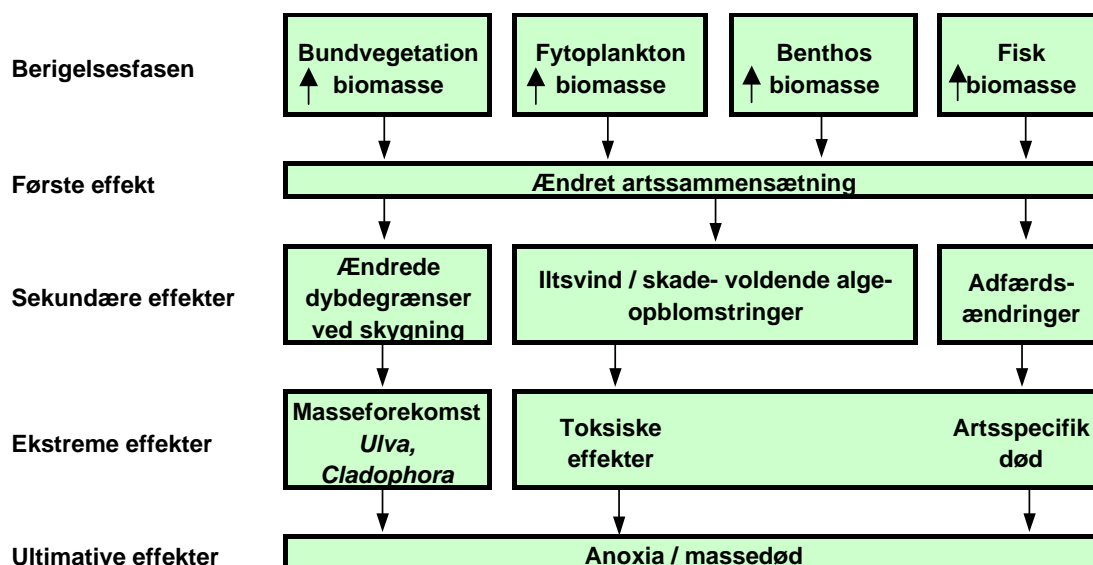 Berigelsesfasen
Bundvegetation
biomasse
Fytoplankton
biomasse
Benthos
biomasse
Fisk
biomasse
Første effekt
Ændret artssammensætning
Sekundære effekter
Ændrede
dybdegrænser
ved skygning
Iltsvind / skade- voldende alge-
opblomstringer
Adfærds-
ændringer
Ekstreme effekter
Masseforekomst
Ulva,
Cladophora
Toksiske
effekter
Artsspecifik
død
Ultimative effekter
Anoxia / massedød